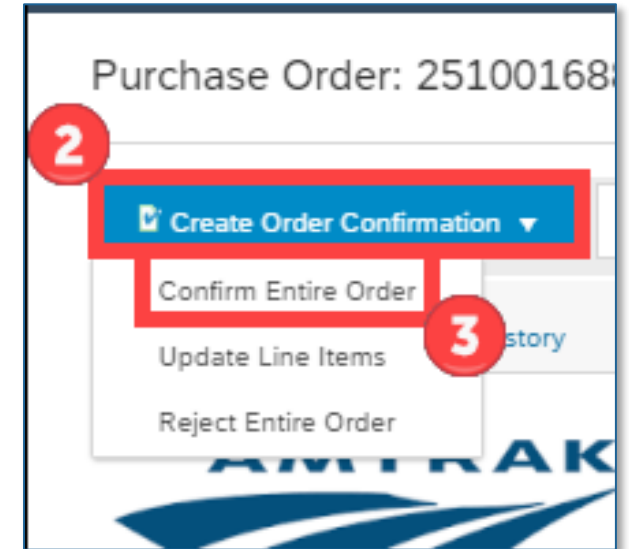 Purchase Order: 25100168
2
Create Order Confirmation
Confirm Entire Order
3
story
Update Line Items
Reject Entire Order
AMTRAK